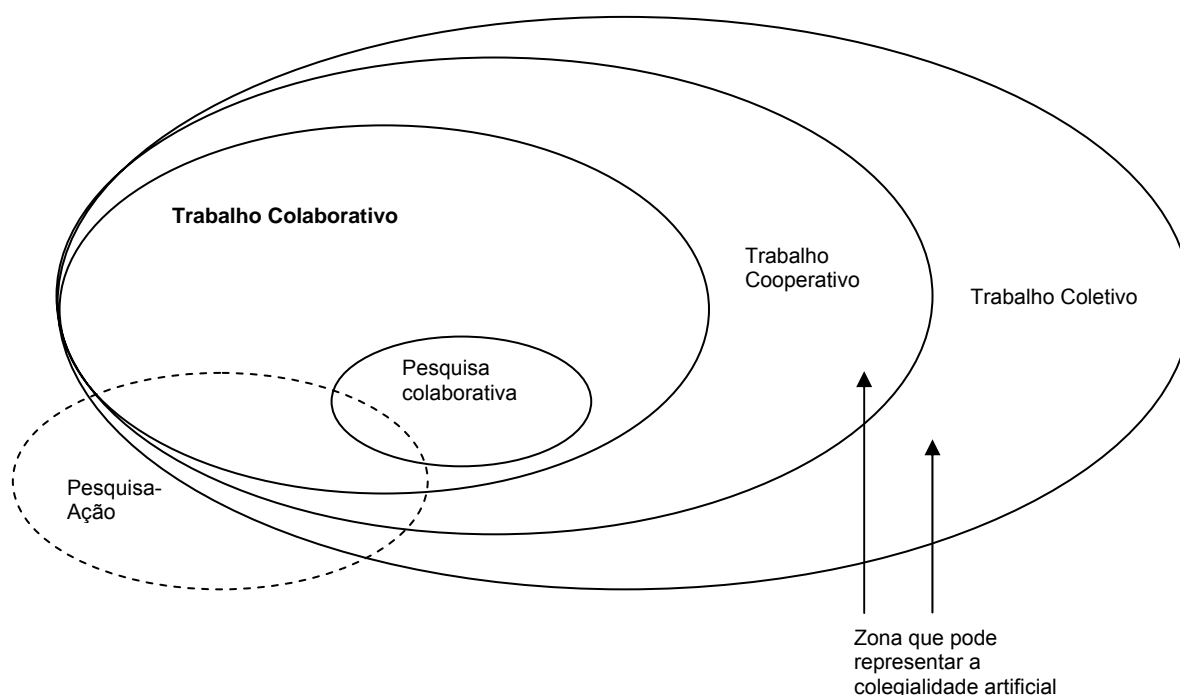 Trabalho Colaborativo
Trabalho
Cooperativo
Trabalho Coletivo
Pesquisa
colaborativa
Pesquisa-
Ação
Zona que pode
representar a
colegialidade artificial